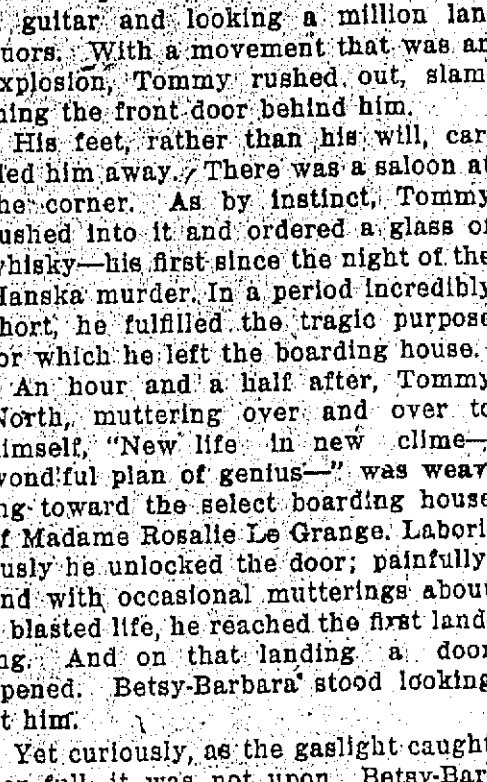 guitar and looking a million lan
uors. With a movement that was an
xplosion, Tommy rushed out, slam
ning the front door behind him.
His feet, rather than his will, car
ied him away. There was a saloon at
he corner. As by instinct, Tommy
ushed into it and ordered a glass of
whisky—his first since the night of the
Hanska murder. In a period incredibly
hort, he fulfilled the tragic purpose
or which he left the boarding house.
An hour and a half after, Tommy
North, muttering over and over to
imself, "New life in new clime—
wond'ful plan of genius—" was weav
ng toward the select boarding house
f Madame Rosalie Le Grange. Labori
usly he unlocked the door; painfully
nd with occasional mutterings about
blasted life, he reached the first land
ng. And on that landing a door
pened. Betsy-Barbara stood looking
t him.
Yet curiously, as the gaslight caught
full it was not upon Betsy-Bar